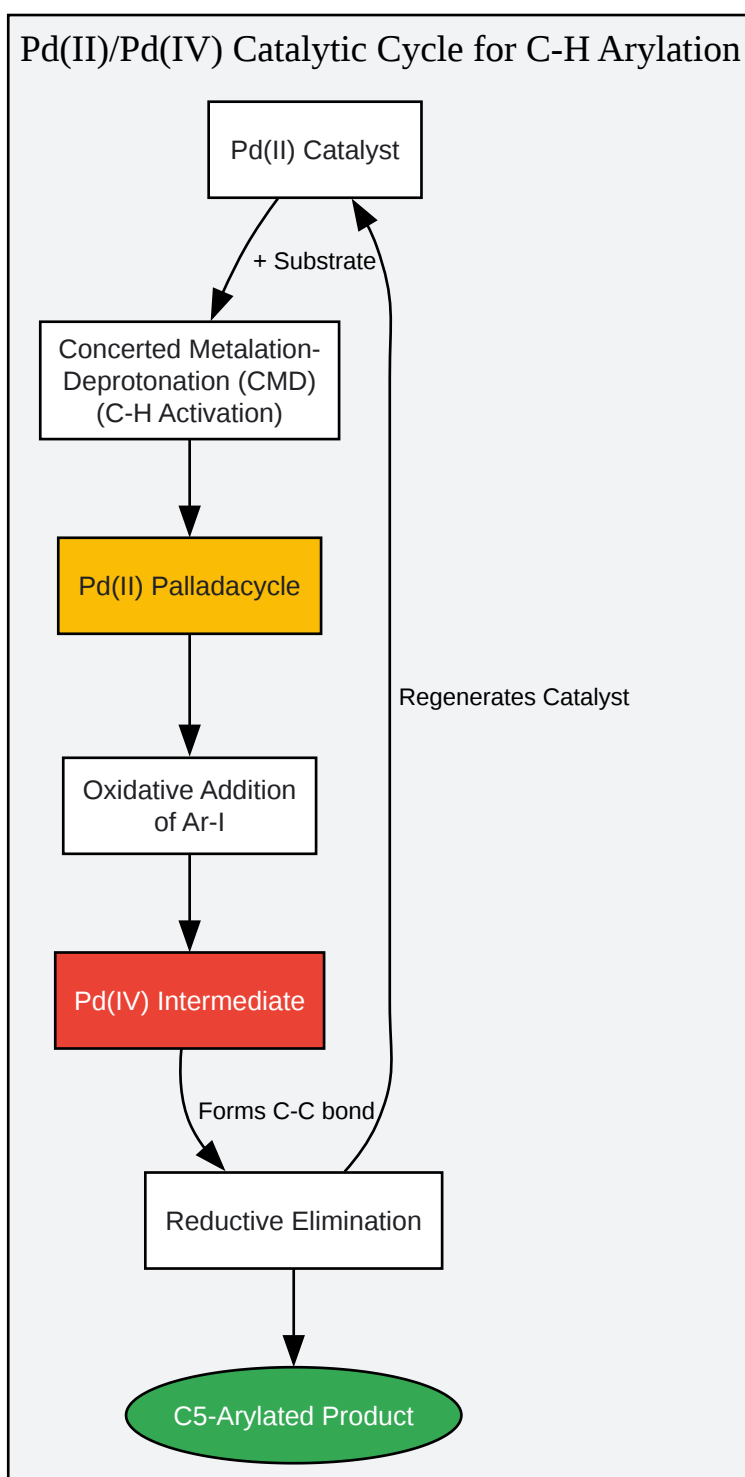 Pd(II)/Pd(IV) Catalytic Cycle for C-H Arylation
Pd(II) Catalyst
+ Substrate
Concerted Metalation-
Deprotonation (CMD)
(C-H Activation)
Pd(II) Palladacycle
Regenerates Catalyst
Oxidative Addition
of Ar-I
Pd(IV) Intermediate
Forms C-C bond
Reductive Elimination
C5-Arylated Product